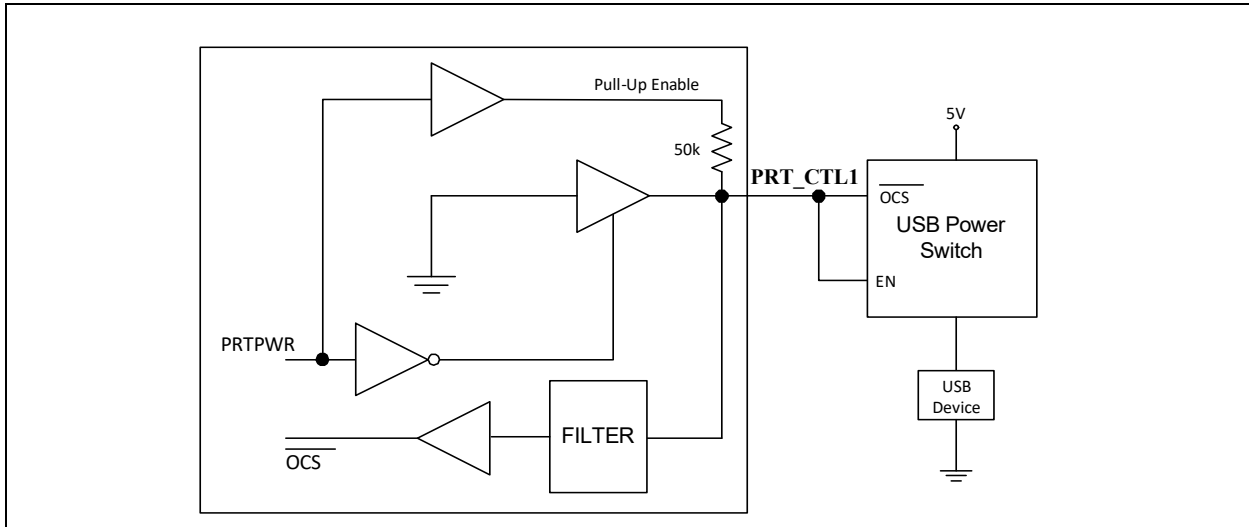 Pull-Up Enable
5V
50k
PRT_CTL1
OCS
USB Power
Switch
EN
PRTPWR
USB
Device
FILTER
OCS